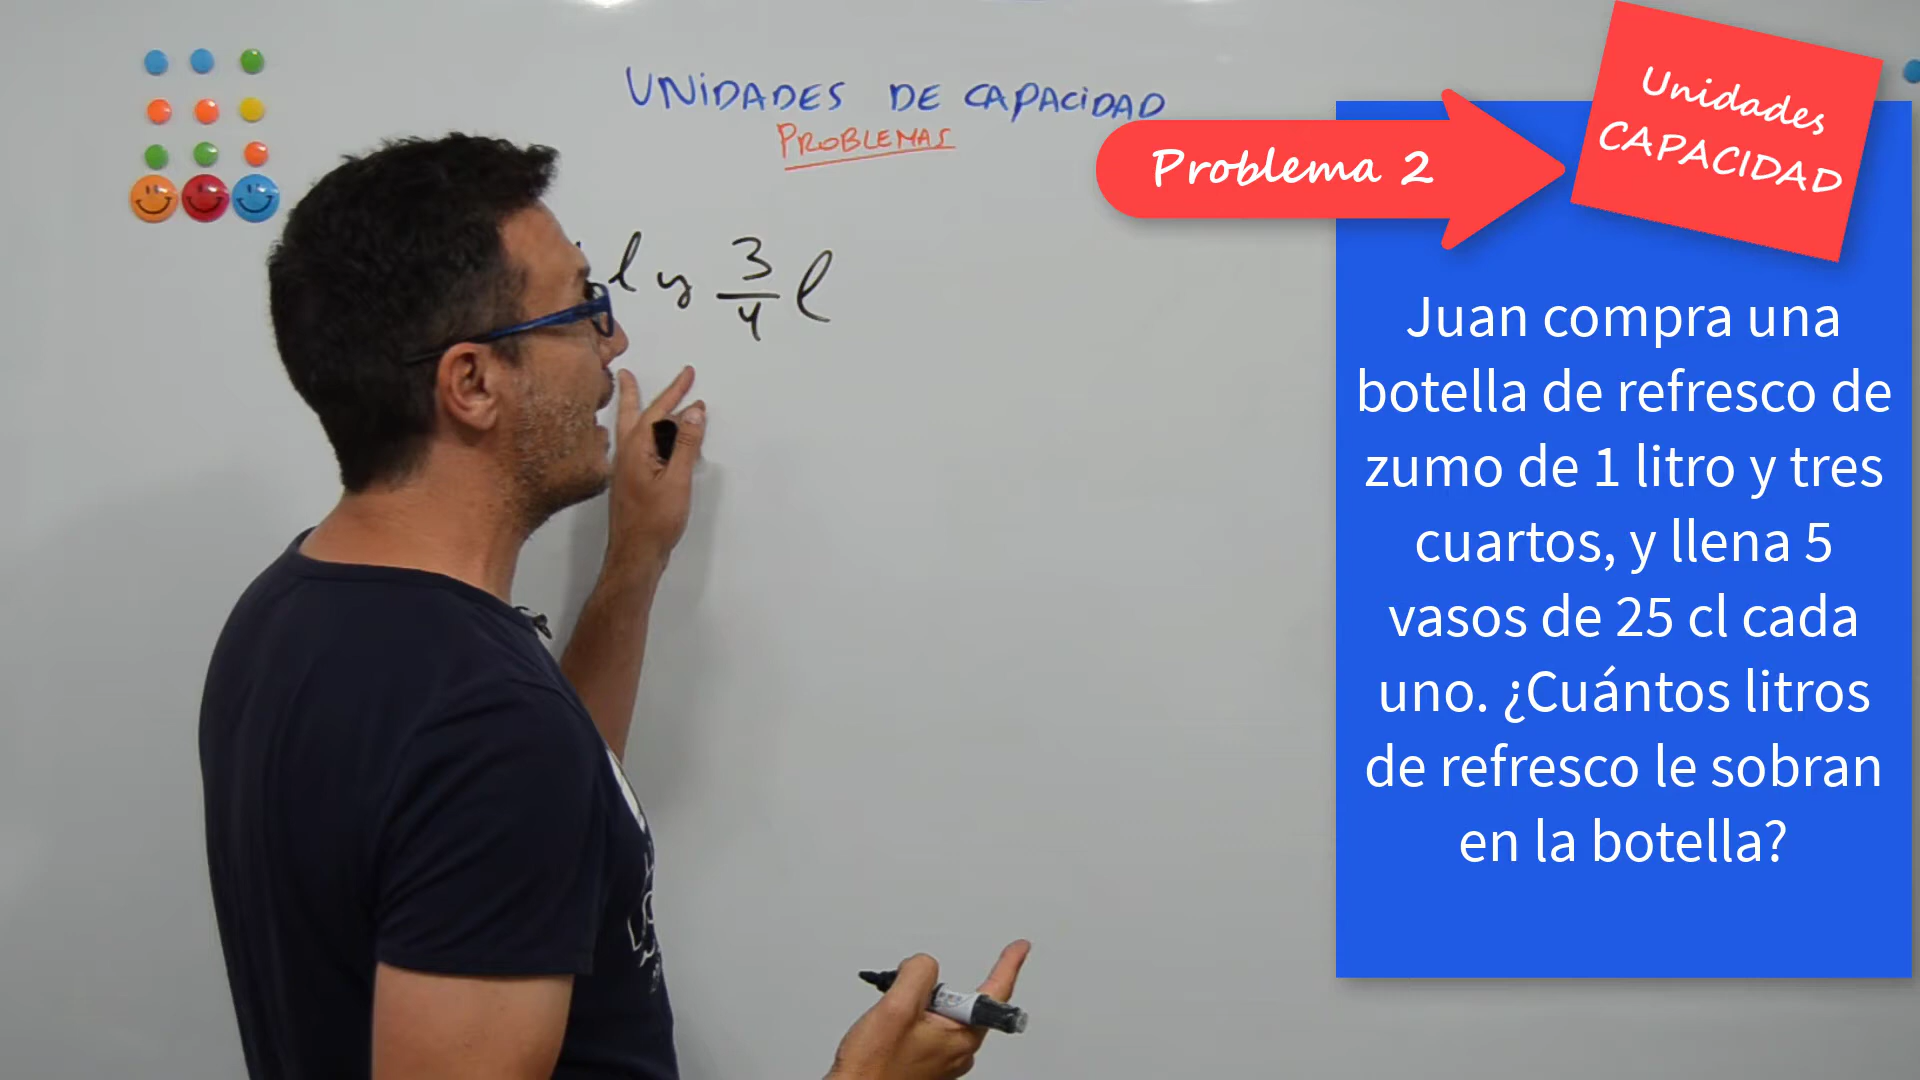 UNIDADES DE CAPACIDAD
PROBLEMAS
l y 3/4 l
Problema 2
Unidades
CAPACIDAD
Juan compra una
botella de refresco de
zumo de 1 litro y tres
cuartos, y llena 5
vasos de 25 cl cada
uno. ¿Cuántos litros
de refresco le sobran
en la botella?